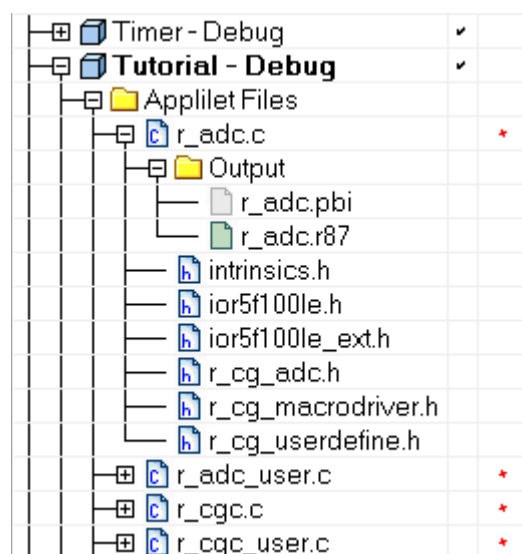 Timer - Debug
Tutorial - Debug
Applilet Files
r_adc.c
Output
r_adc.pbi
r_adc.r87
intrinsics.h
ior5f100le.h
ior5f100le_ext.h
r_cg_adc.h
r_cg_macrodriver.h
r_cg_userdefine.h
r_adc_user.c
r_cgc.c
r_cgc_user.c